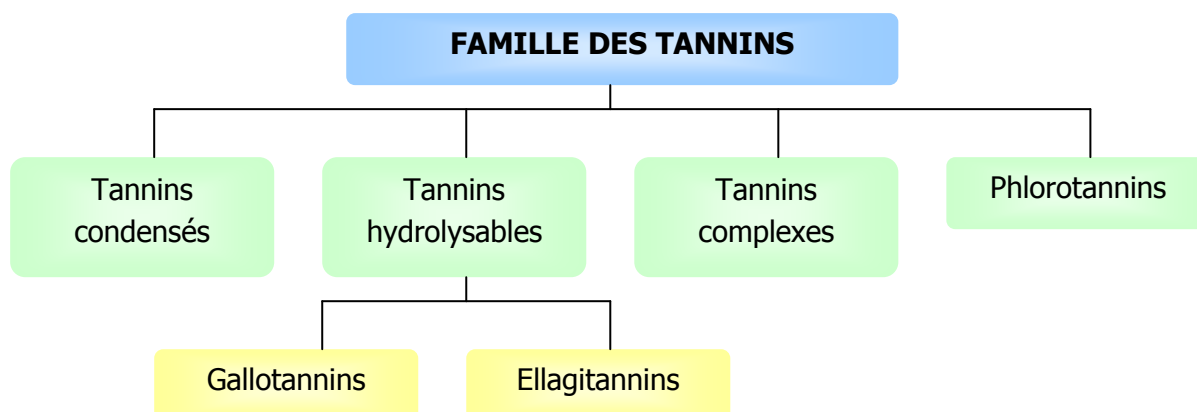 FAMILLE DES TANNINS
Tannins
condensés
Tannins
hydrolysables
Tannins
complexes
Phlorotannins
Gallotannins
Ellagitannins